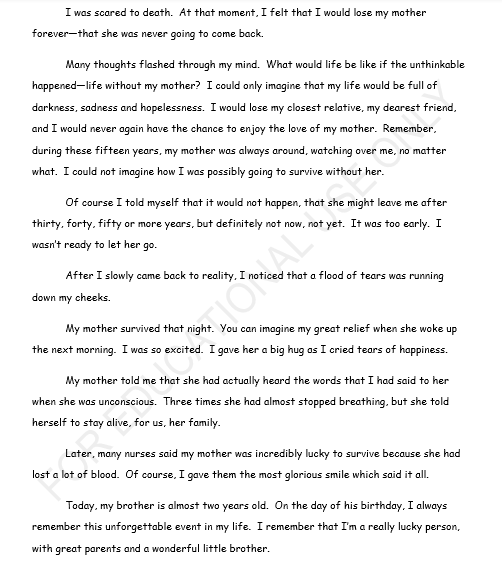 I was scared to death. At that moment, I felt that I would lose my mother
forever—that she was never going to come back.
Many thoughts flashed through my mind. What would life be like if the unthinkable
happened—life without my mother? I could only imagine that my life would be full of
darkness, sadness and hopelessness. I would lose my closest relative, my dearest friend,
and I would never again have the chance to enjoy the love of my mother. Remember,
during these fifteen years, my mother was always around, watching over me, no matter
what. I could not imagine how I was possibly going to survive without her.
Of course I told myself that it would not happen, that she might leave me after
thirty, forty, fifty or more years, but definitely not now, not yet. It was too early. I
wasn't ready to let her go.
After I slowly came back to reality, I noticed that a flood of tears was running
down my cheeks.
My mother survived that night. You can imagine my great relief when she woke up
the next morning. I was so excited. I gave her a big hug as I cried tears of happiness.
My mother told me that she had actually heard the words that I had said to her
when she was unconscious. Three times she had almost stopped breathing, but she told
herself to stay alive, for us, her family.
Later, many nurses said my mother was incredibly lucky to survive because she had
lost a lot of blood. Of course, I gave them the most glorious smile which said it all.
Today, my brother is almost two years old. On the day of his birthday, I always
remember this unforgettable event in my life. I remember that I'm a really lucky person,
with great parents and a wonderful little brother.
FOR EDUCATIONAL USE ONLY